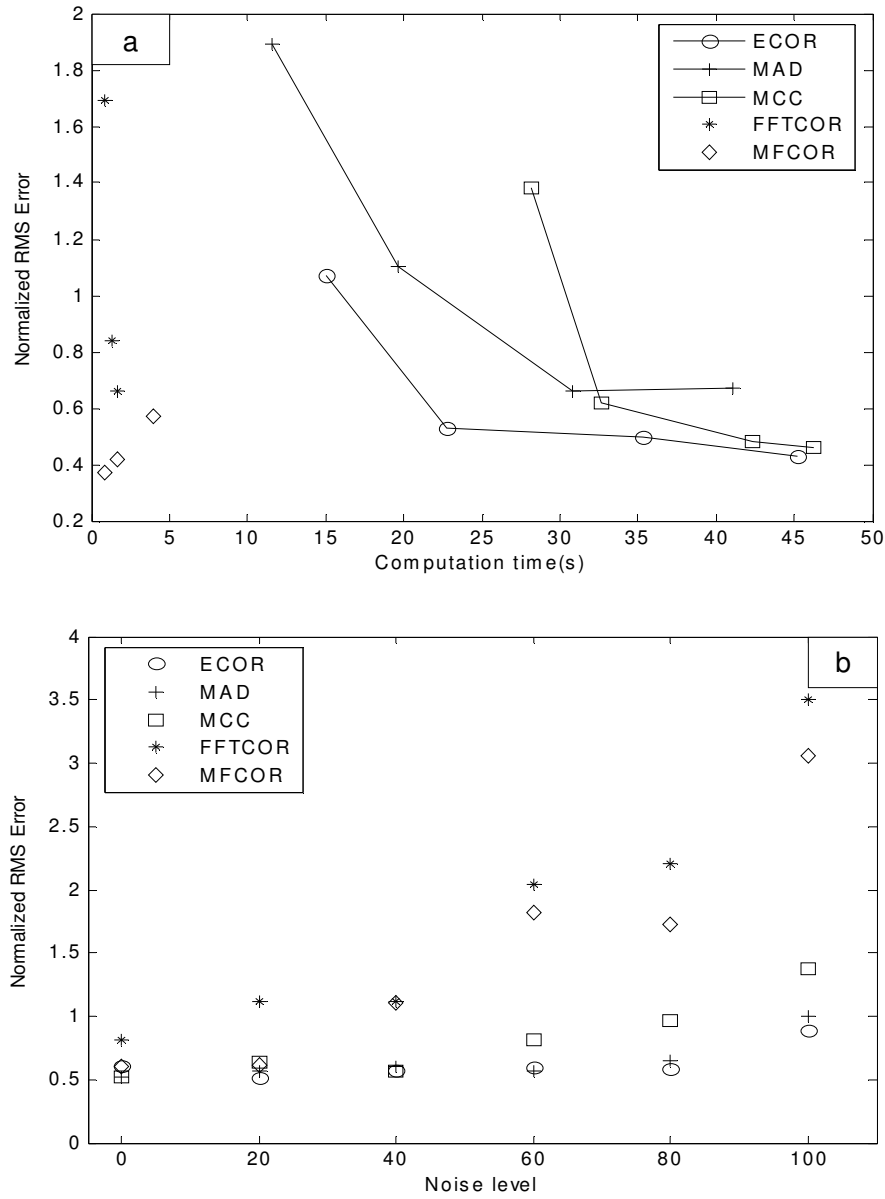 a
ECOR
MAD
MCC
FFTCOR
MFCOR
2
1.8
1.6
1.4
1.2
1
0.8
0.6
0.4
0.2
Normalized RMS Error
0 5 10 15 20 25 30 35 40 45 50
Computation time(s)
b
ECOR
MAD
MCC
FFTCOR
MFCOR
4
3.5
3
2.5
2
1.5
1
0.5
0
Normalized RMS Error
0 20 40 60 80 100
Noise level